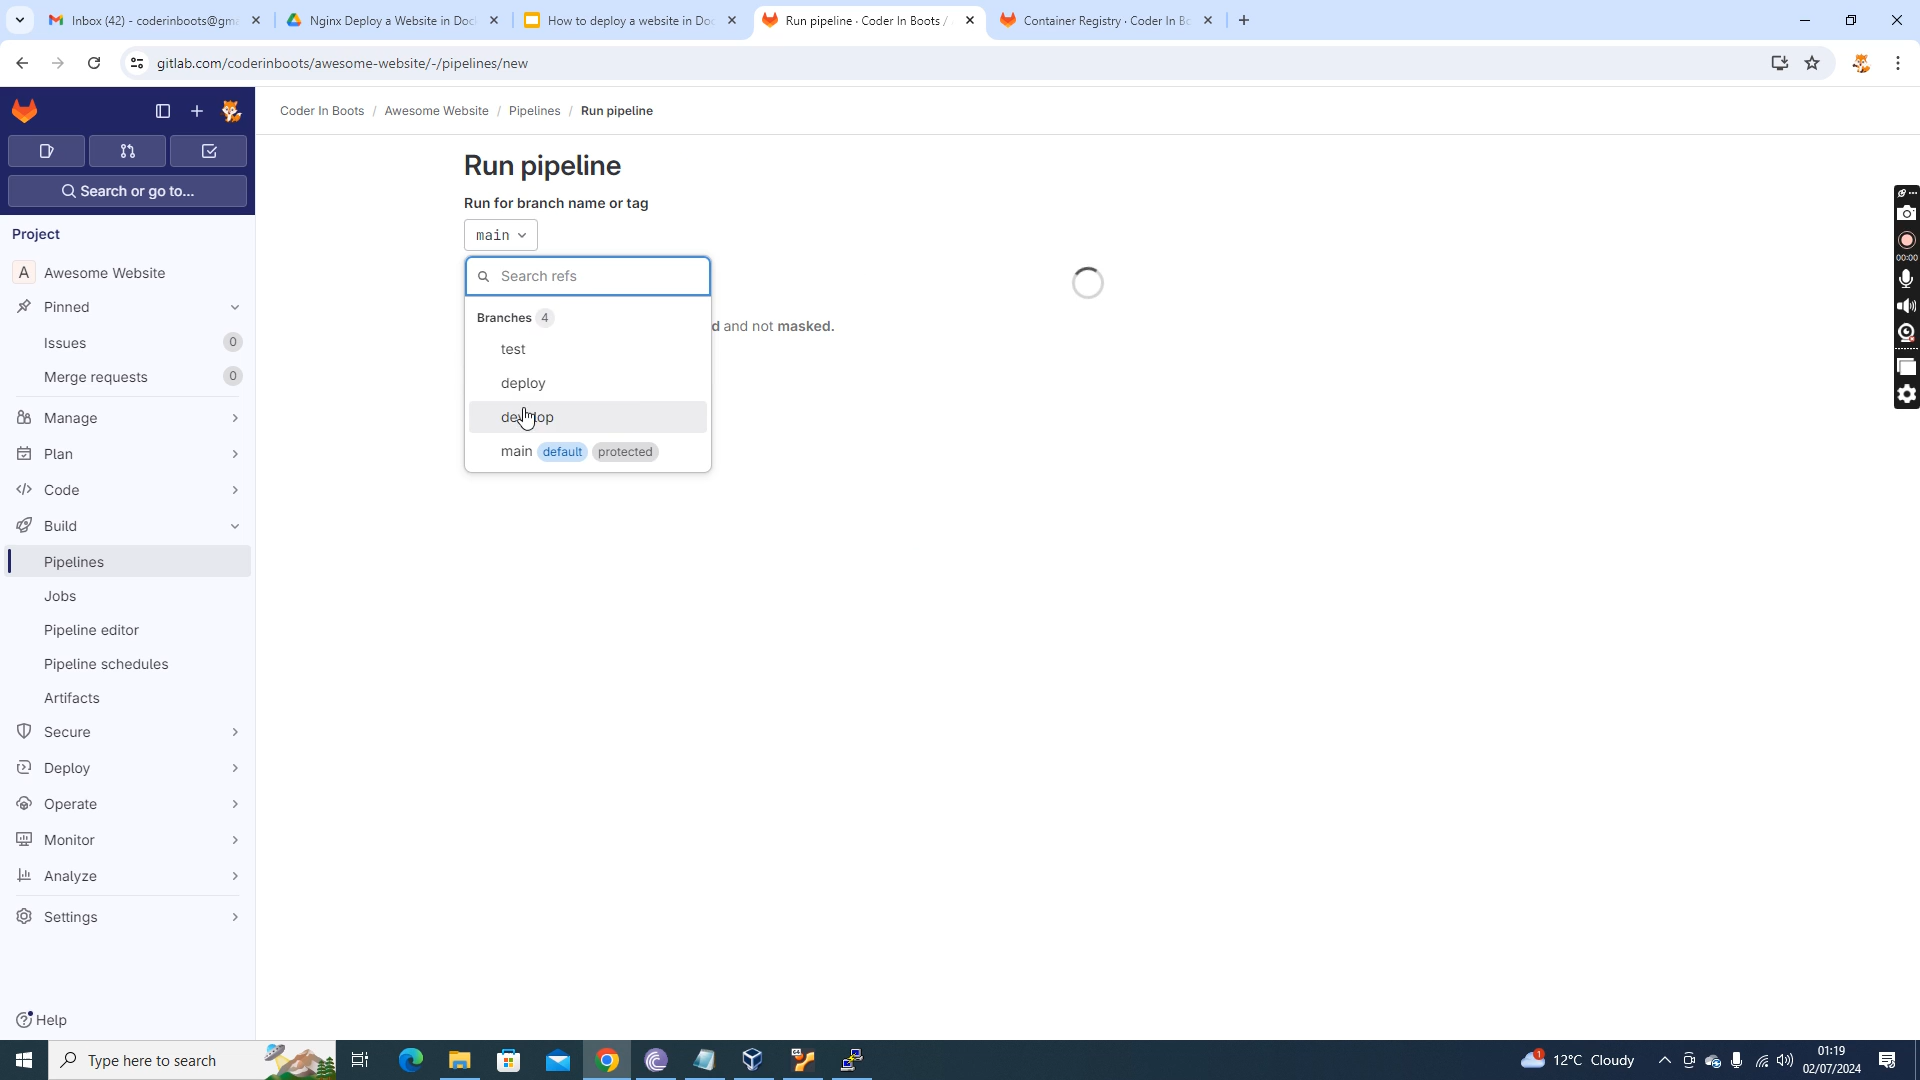 Inbox (42) - coderinboots@gma
Nginx Deploy a Website in Doc
How to deploy a website in Do
Run pipeline · Coder In Boots /
Container Registry · Coder In B
gitlab.com/coderinboots/awesome-website/-/pipelines/new
Coder In Boots / Awesome Website / Pipelines / Run pipeline
Search or go to...
Project
A Awesome Website
Pinned
Issues 0
Merge requests 0
Manage
Plan
Code
Build
Pipelines
Jobs
Pipeline editor
Pipeline schedules
Artifacts
Secure
Deploy
Operate
Monitor
Analyze
Settings
Help
Run pipeline
Run for branch name or tag
main
Search refs
Branches 4
d and not masked.
test
deploy
main default protected
00:00
Type here to search
1
12°C Cloudy
01:19
02/07/2024